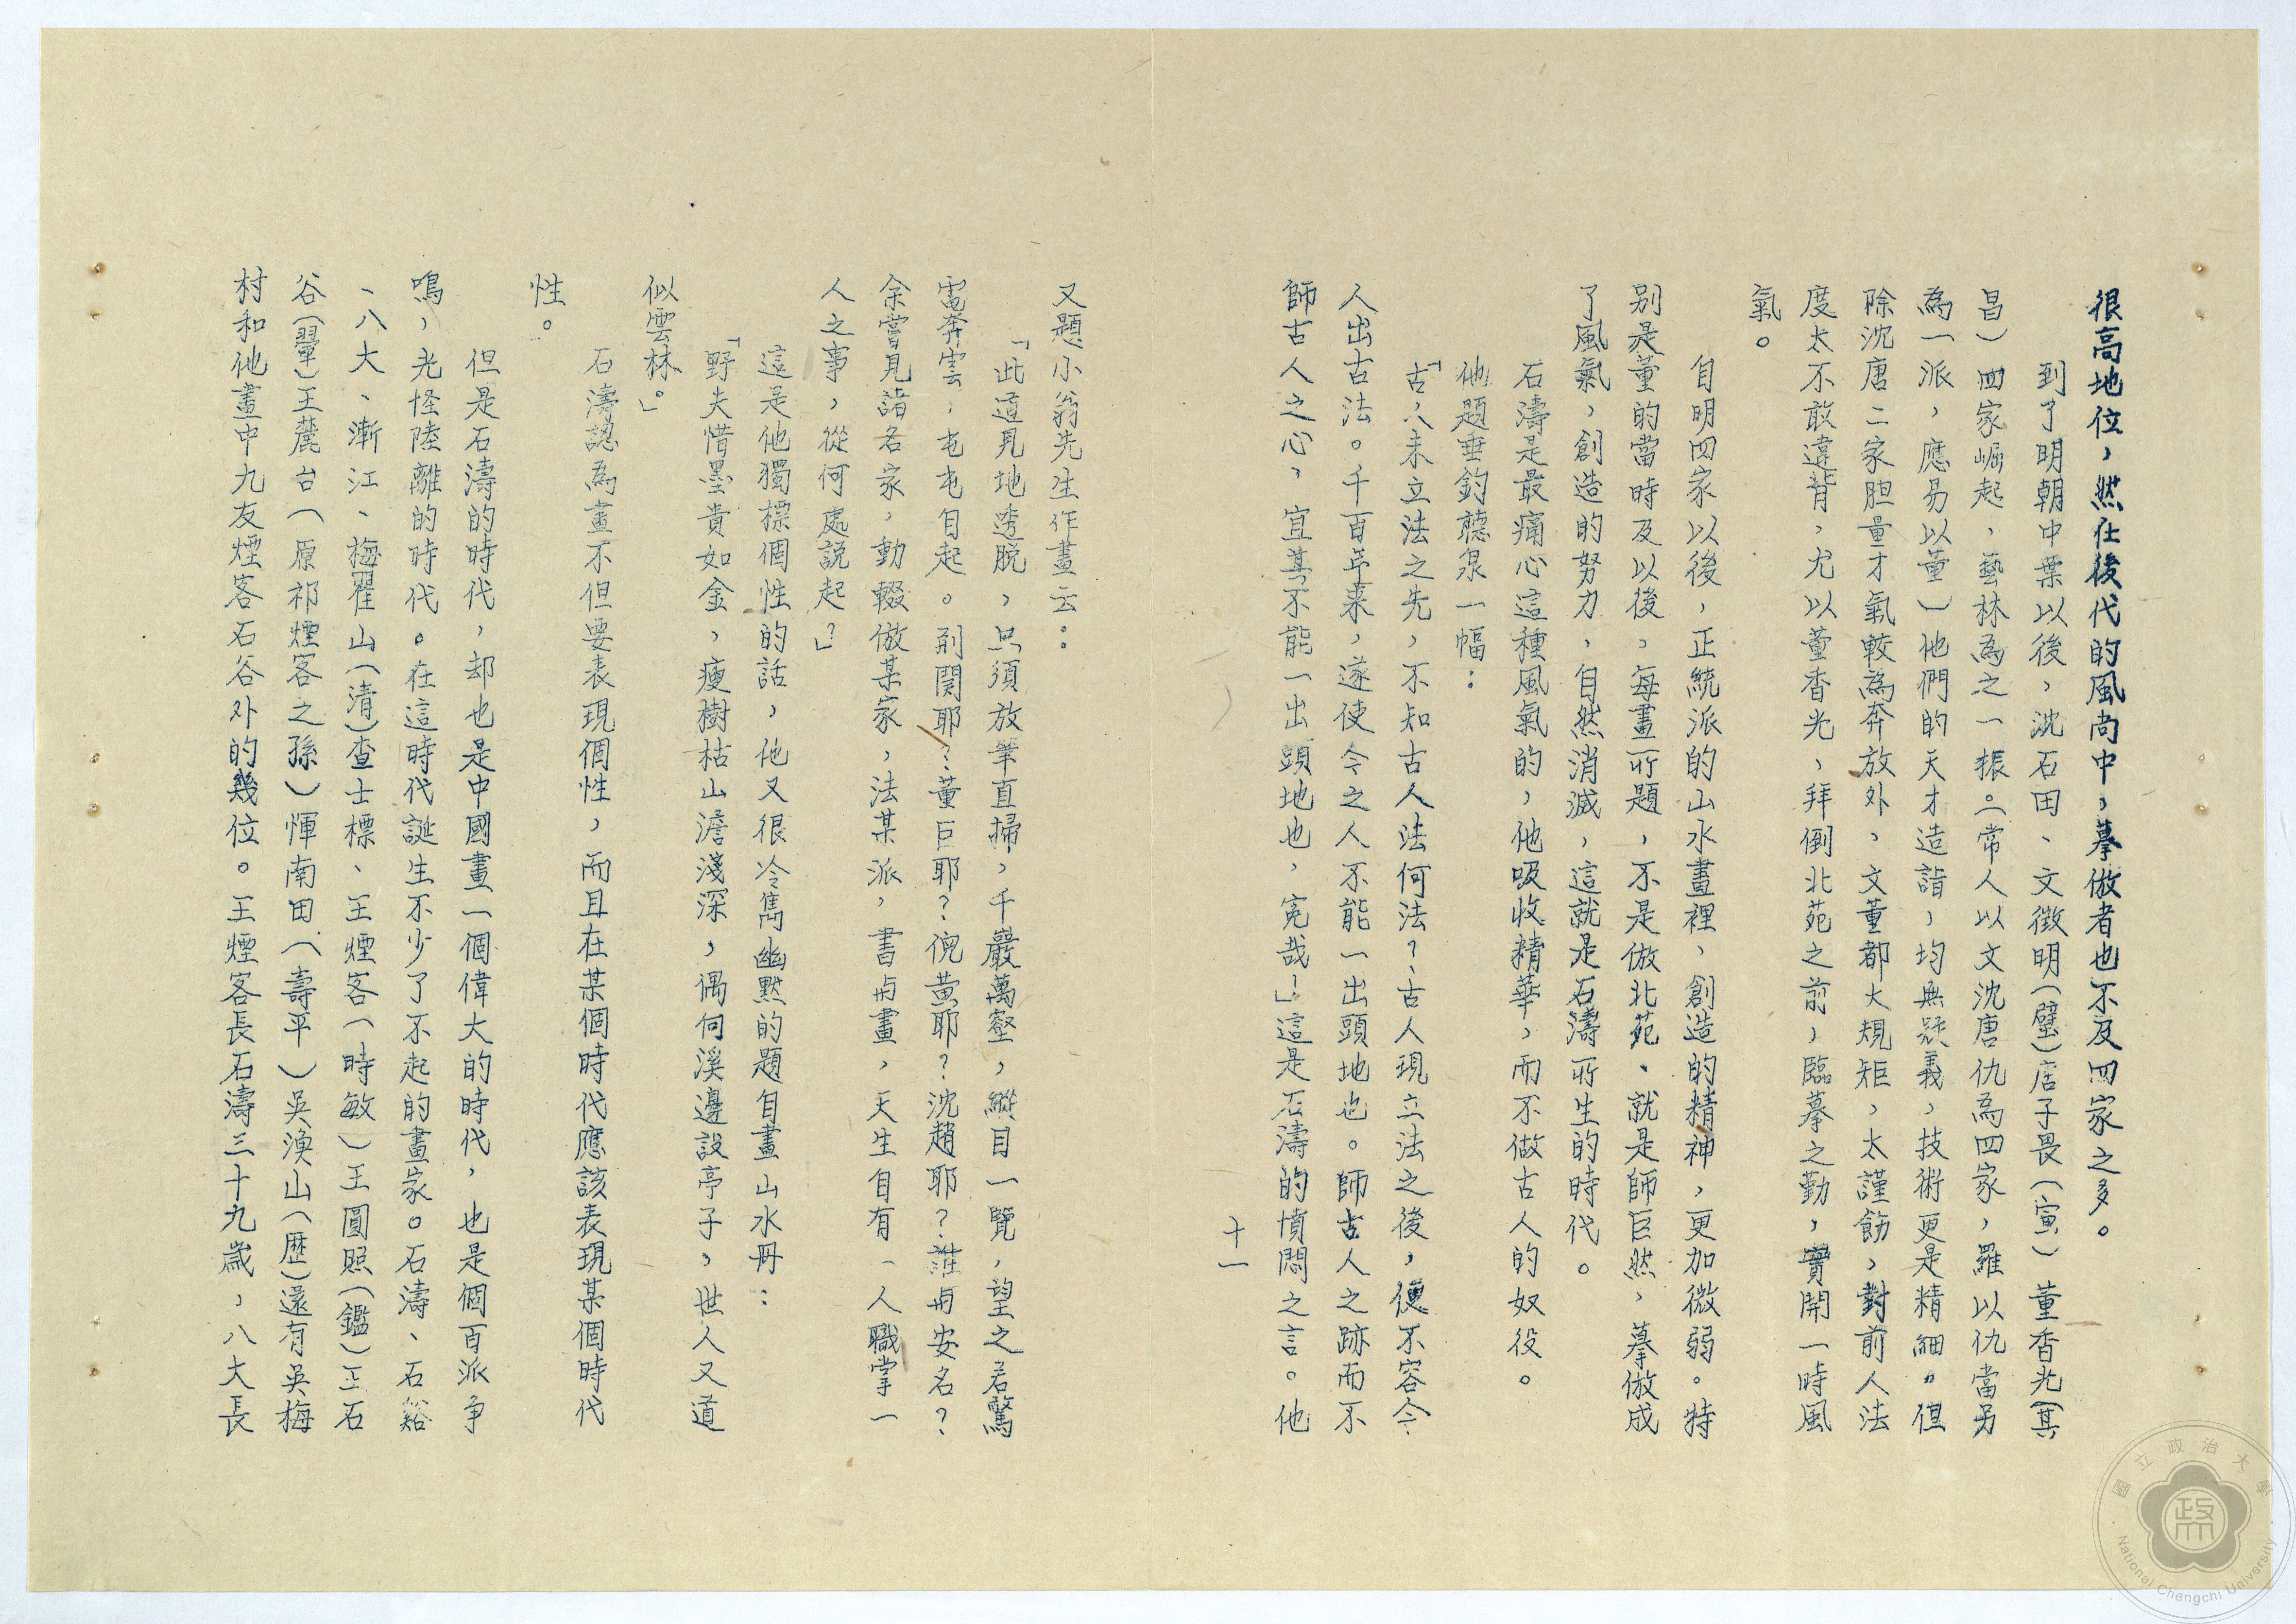 很高地位，然在後代的風尚中，摹倣者也不及四家之多。
到了明朝中葉以後，沈石田、文徵明（璧）唐子畏（寅）董香光（其
昌）四家崛起，藝林為之一振。（常人以文沈唐仇為四家，羅以仇當另
為一派，應易以董）他們的天才造詣，均無疑義，技術更是精細。但
除沈唐二家胆量才氣較為奔放外，文董都大規矩，太謹飭，對前人法
度太不敢違背，尤以董香光，拜倒北苑之前，臨摹之勤，實開一時風
氣。
自明四家以後，正統派的山水畫裡，創造的精神，更加微弱。特
別是董的當時及以後，每畫所題，不是倣北苑、就是師巨然，摹倣成
了風氣，創造的努力，自然消滅，這就是石濤所生的時代。
石濤是最痛心這種風氣的，他吸收精華，而不做古人的奴役。
他題垂釣聽泉一幅：
「古人未立法之先，不知古人法何法？古人現立法之後，便不容今
人出古法。千百年來，遂使今之人不能一出頭地也。師古人之跡而不
師古人之心，宜其不能一出頭地也，冤哉！」這是石濤的憤悶之言。他
十一
又題小翁先生作畫云：
「此道見地透脱，只須放筆直掃，千巖萬壑，縱目一覽，望之若驚
電奔雲，屯屯自起。荆関耶？董巨耶？倪黃耶？沈趙耶？誰与安名？
余嘗見諸名家，動輟倣某家，法某派，書与畫，天生自有一人職掌一
人之事，從何處説起？」
這是他獨標個性的話，他又很冷雋幽黙的題自畫山水冊：
「野夫惜墨貴如金，瘦樹枯山澹淺深，偶向溪邊設亭子，世人又道
似雲林。」
石濤認為畫不但要表現個性，而且在某個時代應該表現某個時代
性。
但是石濤的時代，却也是中國畫一個偉大的時代，也是個百派争
鳴，光怪陸離的時代。在這時代誕生不少了不起的畫家。石濤、石谿
、八大、漸江、梅瞿山（清）查士標、王煙客（時敏）王圓照（鑑）王石
谷（翬）王麓台（原祁煙客之孫）惲南田（壽平）吳漁山（歷）還有吳梅
村和他畫中九友煙客石谷外的幾位。王煙客長石濤三十九歲，八大長
國立政治大學
政
National Chengchi University